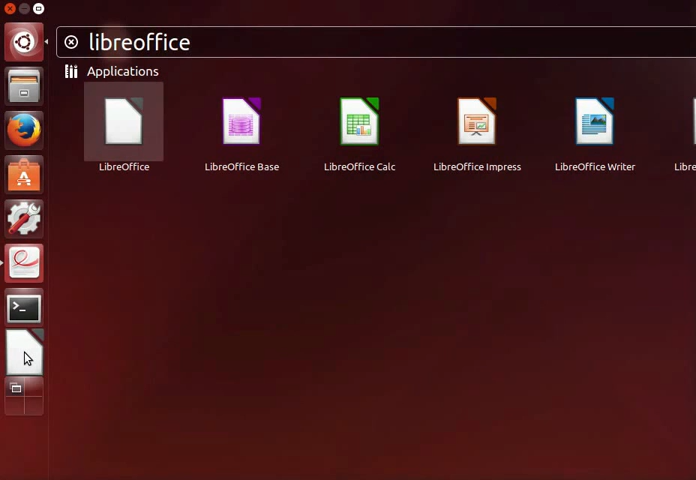 libreoffice
Applications
LibreOffice
LibreOffice Base
LibreOffice Calc
LibreOffice Impress
LibreOffice Writer
Libre
>_